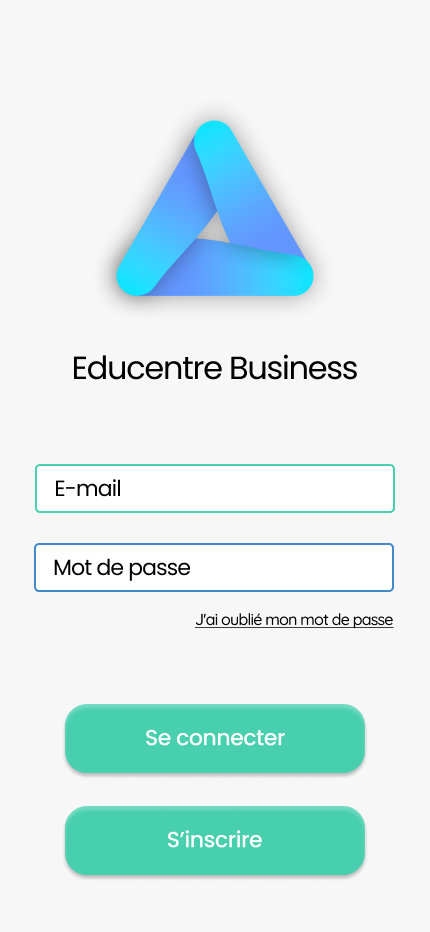 Educentre Business
E-mail
Mot de passe
J'ai oublié mon mot de passe
Se connecter
S'inscrire